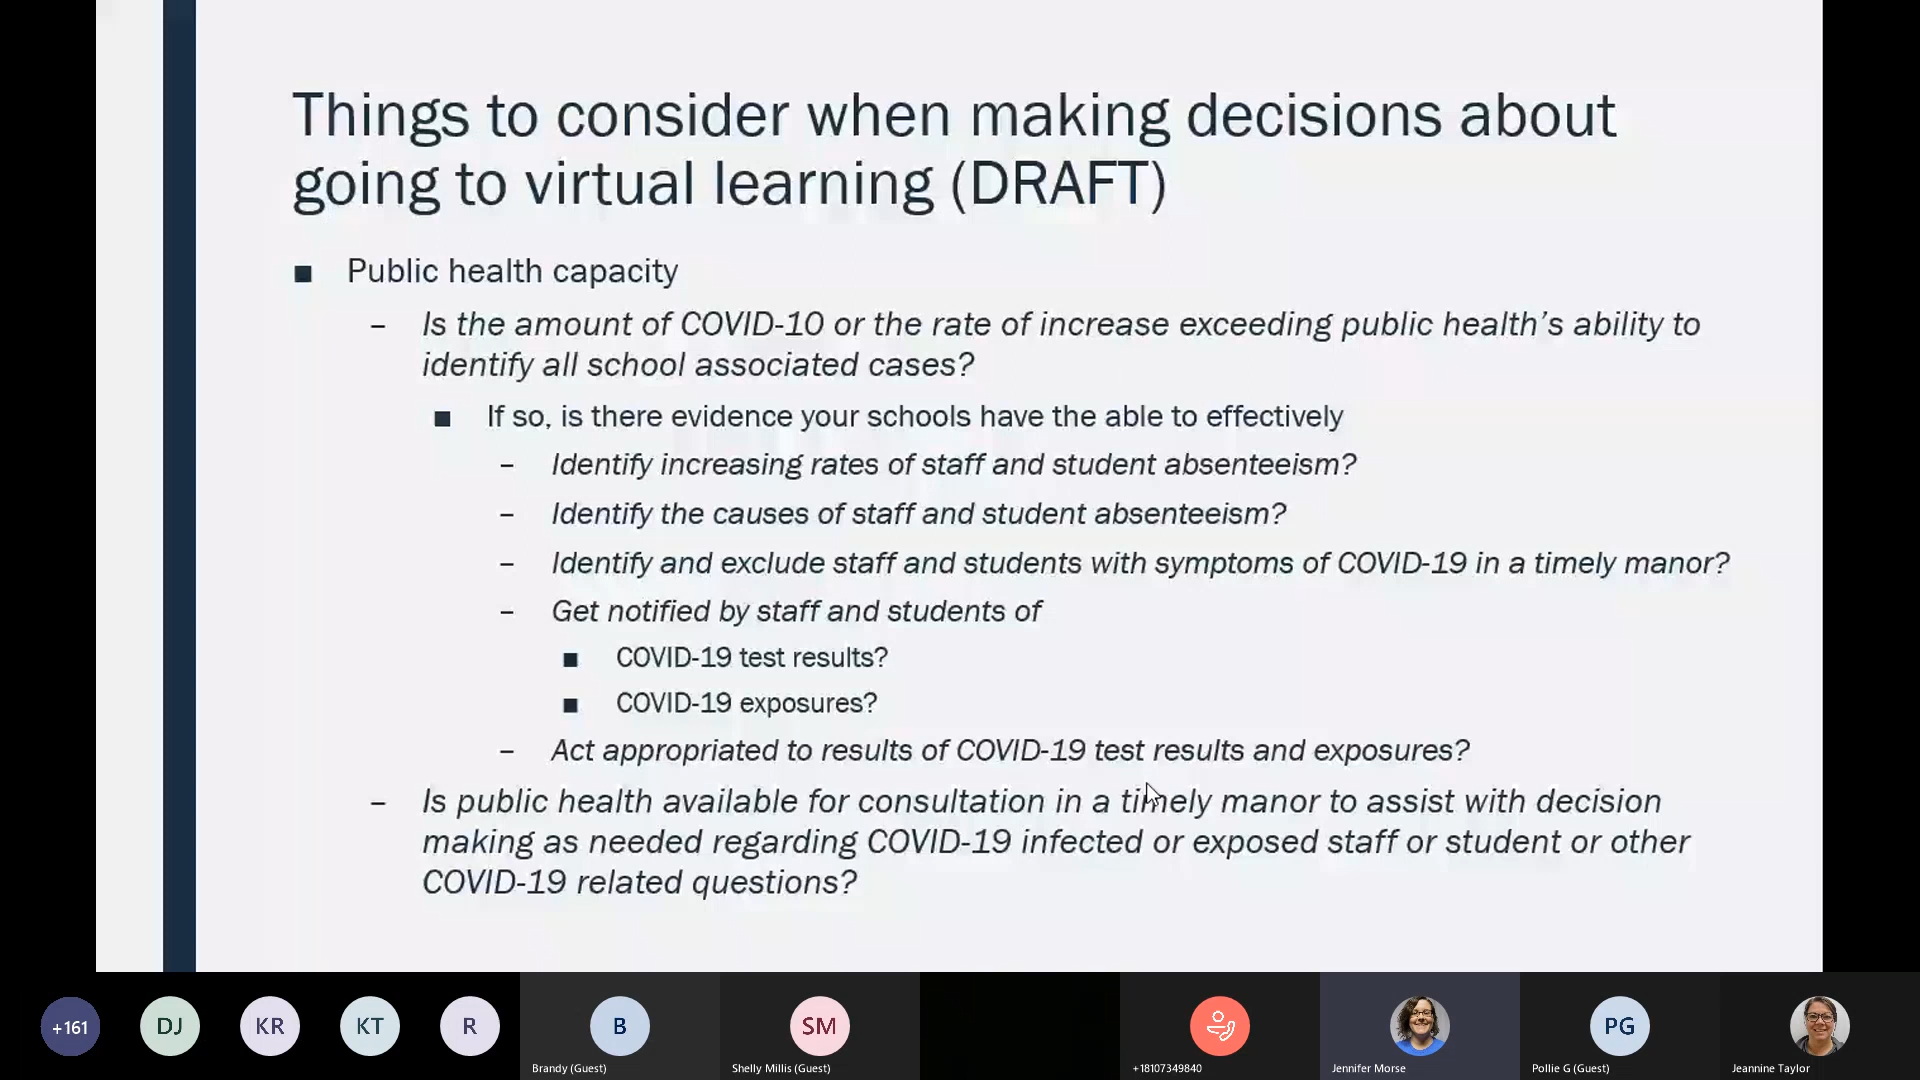 Things to consider when making decisions about
going to virtual learning (DRAFT)
■ Public health capacity
– Is the amount of COVID-10 or the rate of increase exceeding public health’s ability to
identify all school associated cases?
■ If so, is there evidence your schools have the able to effectively
– Identify increasing rates of staff and student absenteeism?
– Identify the causes of staff and student absenteeism?
– Identify and exclude staff and students with symptoms of COVID-19 in a timely manor?
– Get notified by staff and students of
■ COVID-19 test results?
■ COVID-19 exposures?
– Act appropriated to results of COVID-19 test results and exposures?
– Is public health available for consultation in a timely manor to assist with decision
making as needed regarding COVID-19 infected or exposed staff or student or other
COVID-19 related questions?
+161 DJ KR KT R B SM PG
Brandy (Guest) Shelly Millis (Guest) +18107349840 Jennifer Morse Pollie G (Guest) Jeannine Taylor